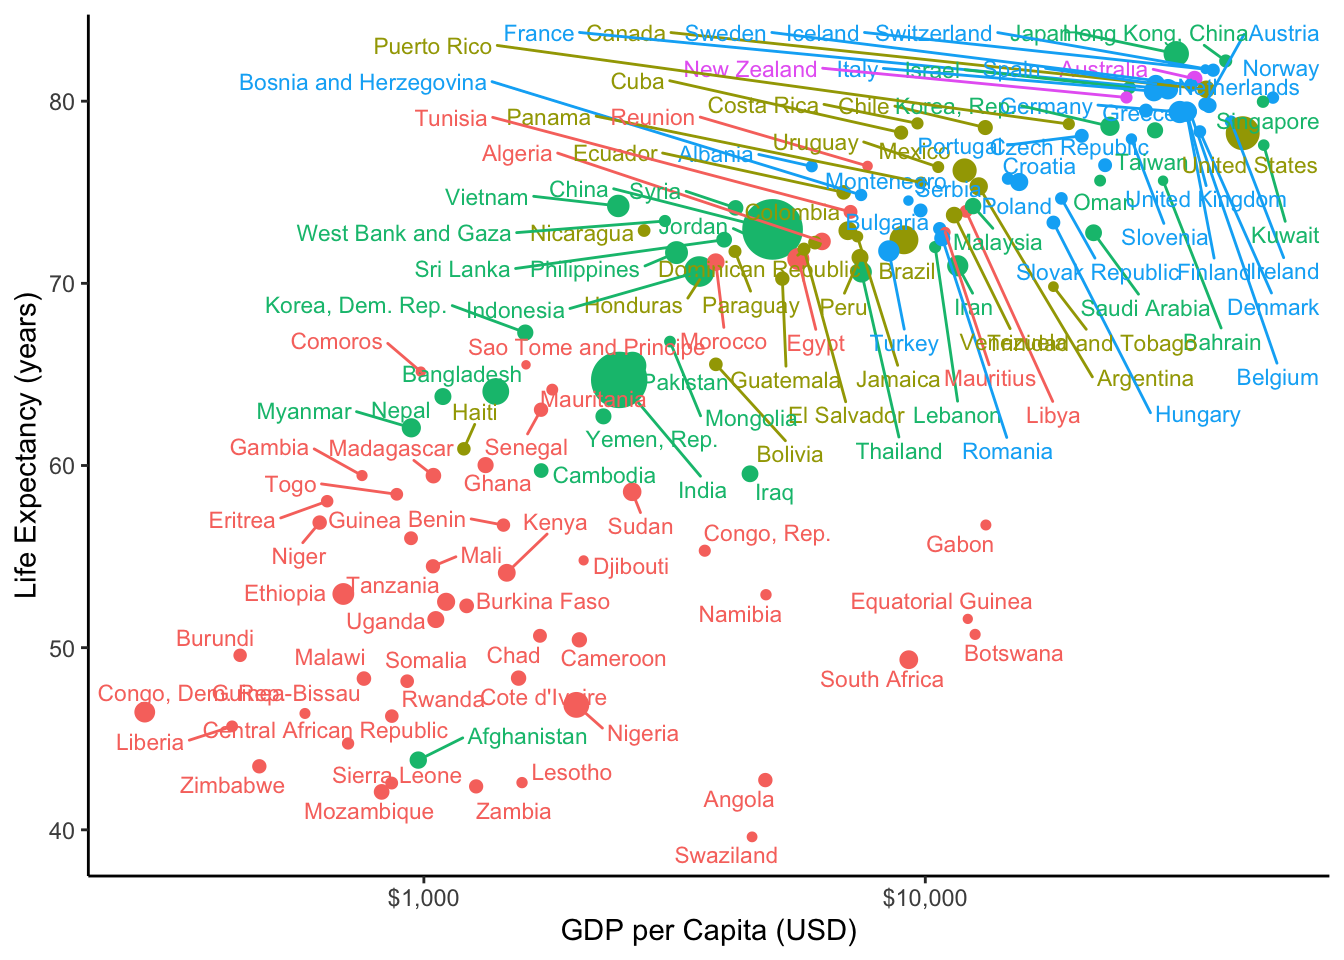 France
Canada
Sweden
Iceland
Switzerland
Japan
Hong Kong, China
Austria
Puerto Rico
New Zealand
Italy
Israel
Spain
Australia
Norway
Bosnia and Herzegovina
Cuba
Netherlands
Costa Rica
Chile
Korea, Rep.
Germany
Greece
Singapore
Tunisia
Panama
Reunion
Uruguay
Mexico
Portugal
Czech Republic
Algeria
Ecuador
Albania
Croatia
Taiwan
United States
Vietnam
China
Syria
Montenegro
Serbia
Poland
Oman
United Kingdom
West Bank and Gaza
Nicaragua
Jordan
Colombia
Bulgaria
Malaysia
Slovenia
Kuwait
Sri Lanka
Philippines
Dominican Republic
Brazil
Slovak Republic
Finland
Ireland
Korea, Dem. Rep.
Indonesia
Honduras
Paraguay
Peru
Iran
Saudi Arabia
Denmark
Comoros
Sao Tome and Principe
Morocco
Egypt
Turkey
Venezuela
Trinidad and Tobago
Bahrain
Bangladesh
Pakistan
Guatemala
Jamaica
Mauritius
Argentina
Belgium
Myanmar
Nepal
Haiti
Mauritania
Mongolia
El Salvador
Lebanon
Libya
Hungary
Gambia
Madagascar
Senegal
Yemen, Rep.
Bolivia
Thailand
Romania
Togo
Ghana
Cambodia
India
Iraq
Eritrea
Guinea
Benin
Kenya
Sudan
Congo, Rep.
Gabon
Niger
Mali
Djibouti
Ethiopia
Tanzania
Burkina Faso
Namibia
Equatorial Guinea
Uganda
Burundi
Malawi
Somalia
Chad
Cameroon
Botswana
South Africa
Congo, Dem. Rep.
Guinea-Bissau
Rwanda
Cote d'Ivoire
Liberia
Central African Republic
Afghanistan
Nigeria
Zimbabwe
Sierra Leone
Lesotho
Mozambique
Zambia
Angola
Swaziland
80
70
60
50
40
Life Expectancy (years)
$1,000
$10,000
GDP per Capita (USD)